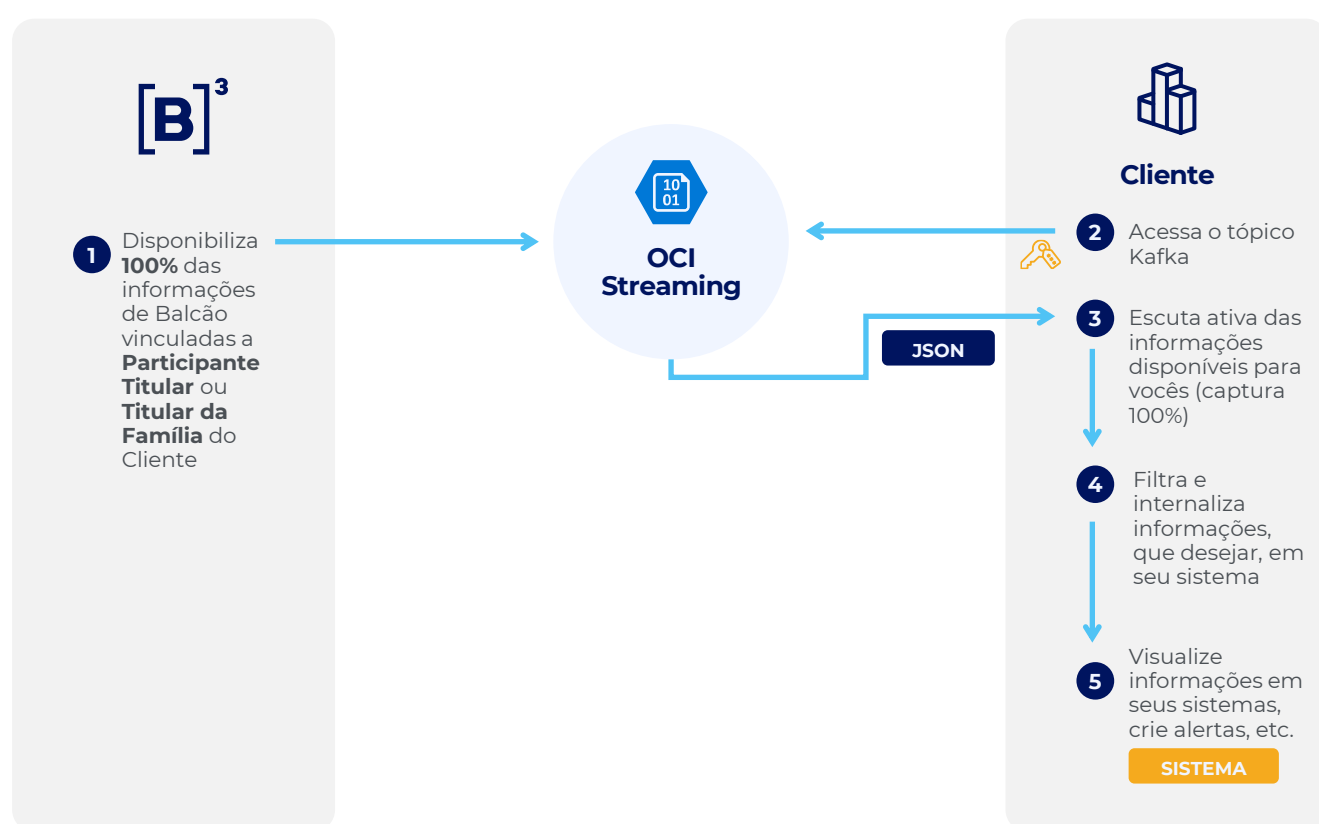 [B]³
1
Disponibiliza
100% das
informações
de Balcão
vinculadas a
Participante
Titular ou
Titular da
Família do
Cliente
10
01
OCI
Streaming
JSON
Cliente
2
Acessa o tópico
Kafka
3
Escuta ativa das
informações
disponíveis para
vocês (captura
100%)
4
Filtra e
internaliza
informações,
que desejar, em
seu sistema
5
Visualize
informações em
seus sistemas,
crie alertas, etc.
SISTEMA